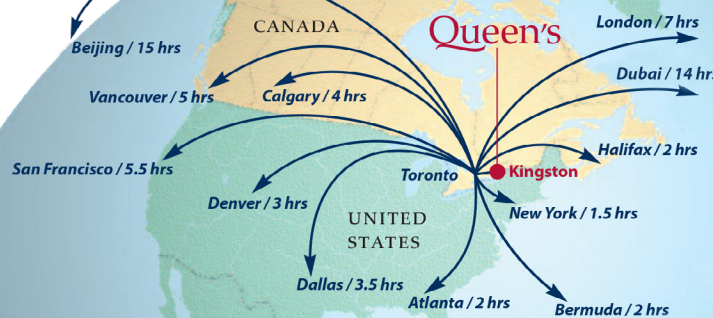 CANADA
Queen's
London / 7 hrs
Beijing / 15 hrs
Dubai / 14 hr
Vancouver / 5 hrs
Calgary / 4 hrs
Halifax / 2 hrs
San Francisco / 5.5 hrs
Toronto
Kingston
Denver / 3 hrs
New York / 1.5 hrs
UNITED
STATES
Dallas / 3.5 hrs
Atlanta / 2 hrs
Bermuda / 2 hrs